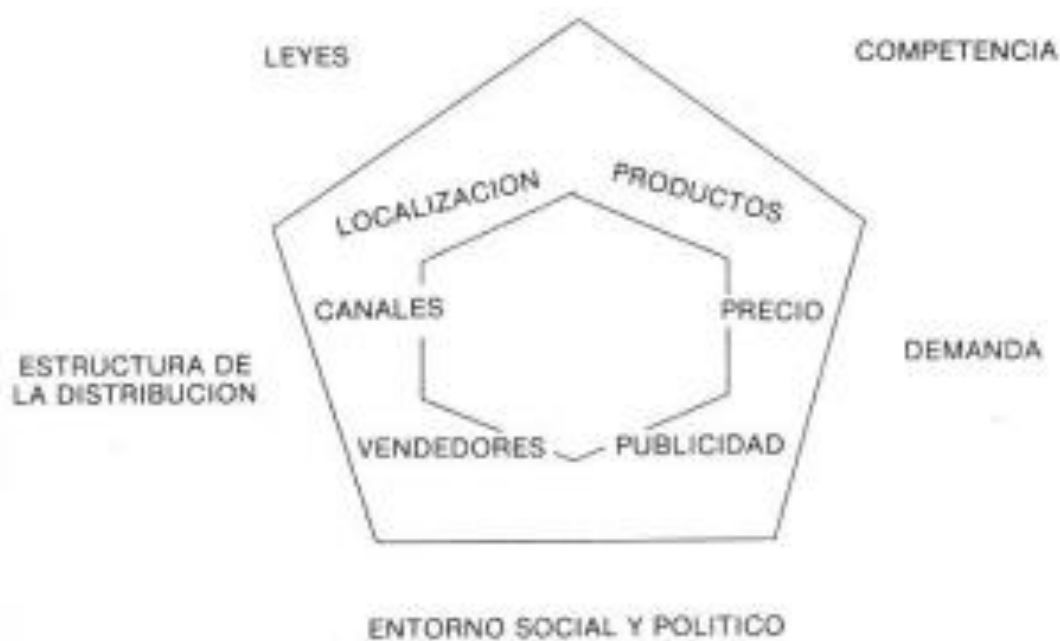 LEYES
COMPETENCIA
LOCALIZACION
PRODUCTOS
CANALES
PRECIO
ESTRUCTURA DE
LA DISTRIBUCION
DEMANDA
VENDEDORES
PUBLICIDAD
ENTORNO SOCIAL Y POLITICO